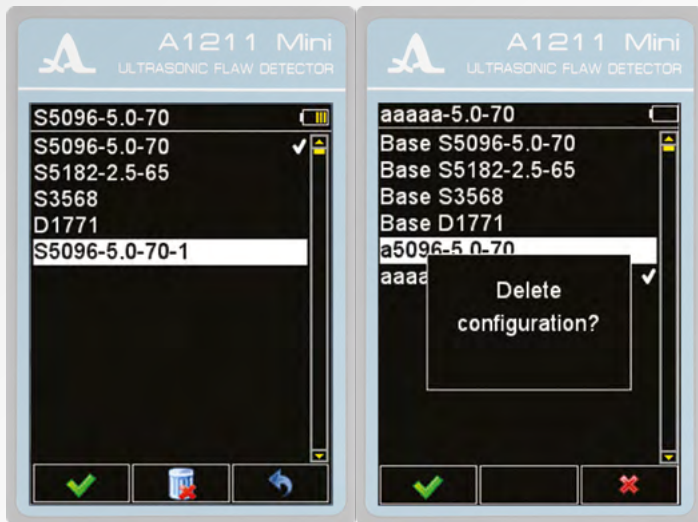 A1211 Mini
ULTRASONIC FLAW DETECTOR
S5096-5.0-70
S5096-5.0-70
S5182-2.5-65
S3568
D1771
S5096-5.0-70-1
A1211 Mini
ULTRASONIC FLAW DETECTOR
aaaaa-5.0-70
Base S5096-5.0-70
Base S5182-2.5-65
Base S3568
Base D1771
a5096-5.0-70
aaaa
Delete
configuration?